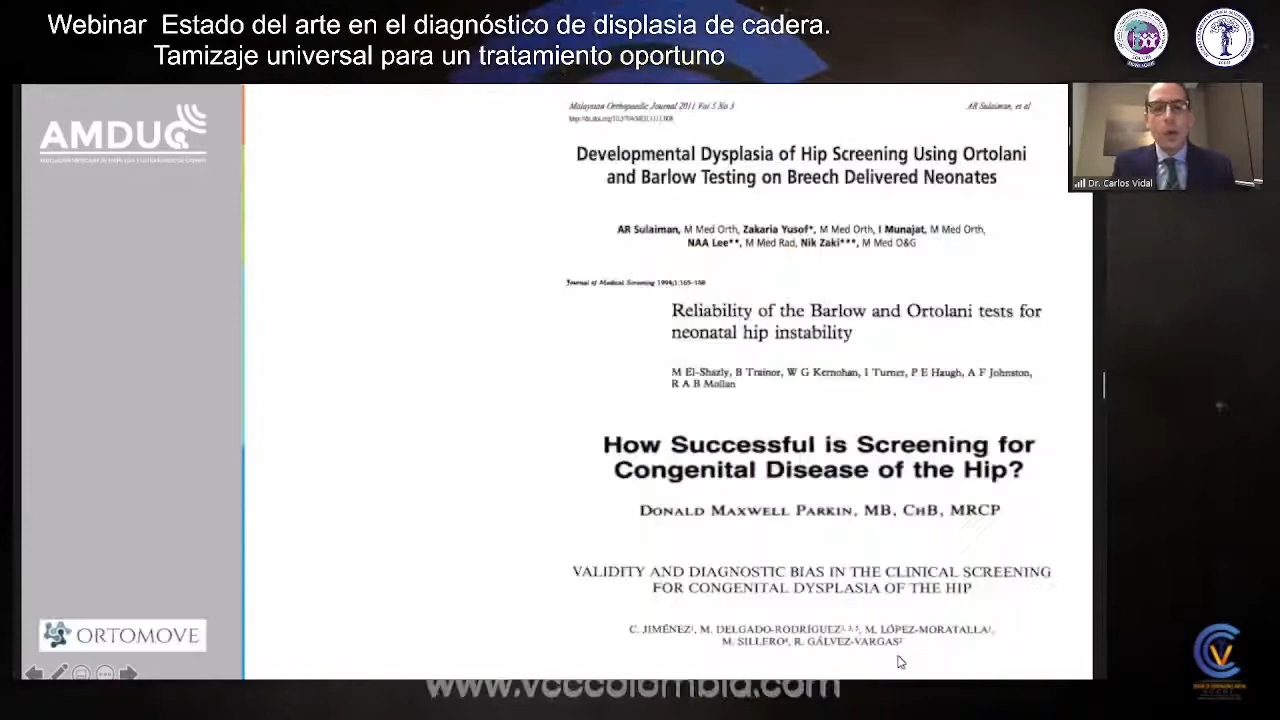 Webinar Estado del arte en el diagnóstico de displasia de cadera.
Tamizaje universal para un tratamiento oportuno
AMDUC
Malaysian Orthopaedic Journal 2011 Vol 5 No 3
AR Sulaiman, et al
Developmental Dysplasia of Hip Screening Using Ortolani
and Barlow Testing on Breech Delivered Neonates
AR Sulaiman, M Med Orth, Zakaria Yusof*, M Med Orth, I Munajat, M Med Orth,
NAA Lee**, M Med Rad, Nik Zaki***, M Med O&G
Journal of Medical Screening 1994;1:165-168
Reliability of the Barlow and Ortolani tests for
neonatal hip instability
M El-Shazly, B Trainor, W G Kernohan, I Turner, P E Haugh, A F Johnston,
R A B Mollan
How Successful is Screening for
Congenital Disease of the Hip?
DONALD MAXWELL PARKIN, MB, CHB, MRCP
VALIDITY AND DIAGNOSTIC BIAS IN THE CLINICAL SCREENING
FOR CONGENITAL DYSPLASIA OF THE HIP
C. JIMÉNEZ¹, M. DELGADO-RODRÍGUEZ, M. LÓPEZ-MORATALLA¹,
M. SILLERO⁴, R. GÁLVEZ-VARGAS²
Dr. Carlos Vidal
ORTOMOVE
www.vcccolombia.com